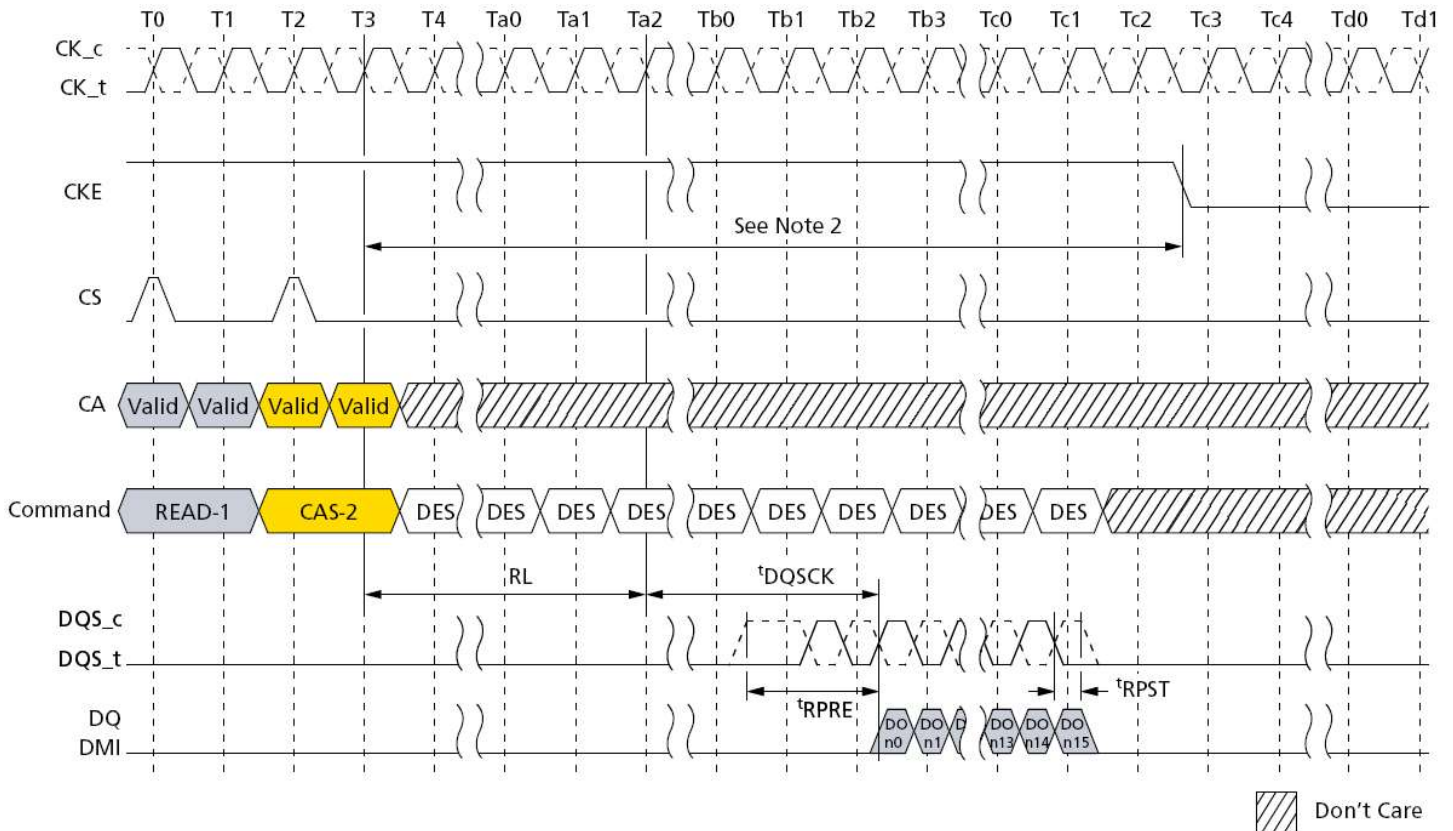 T0 T1 T2 T3 T4 Ta0 Ta1 Ta2 Tb0 Tb1 Tb2 Tb3 Tc0 Tc1 Tc2 Tc3 Tc4 Td0 Td1
CK_c
CK_t
CKE
See Note 2
CS
CA Valid Valid Valid Valid
Command READ-1 CAS-2 DES DES DES DES DES DES DES DES DES DES
RL tDQSCK
DQS_c
DQS_t
tRPRE tRPST
DQ DO DO D DO DO DO
DMI n0 n1 n13 n14 n15
Don't Care